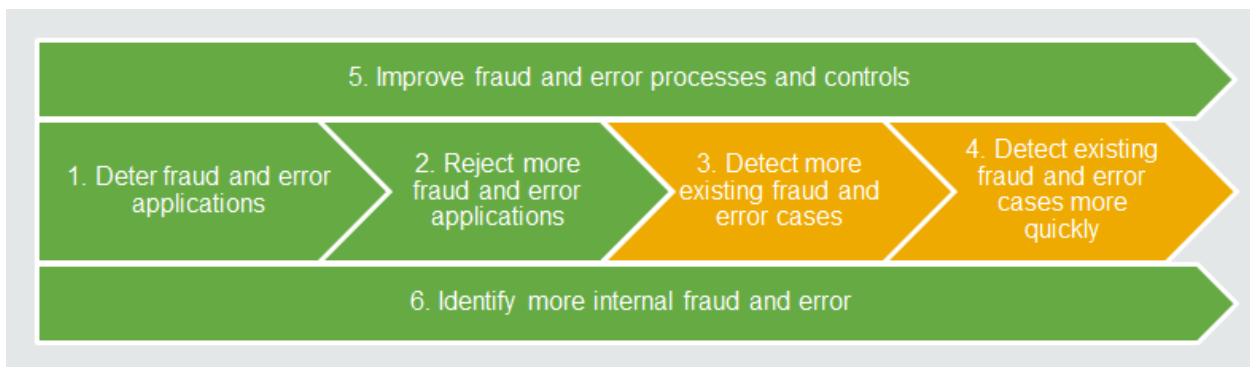 5. Improve fraud and error processes and controls
1. Deter fraud and error
applications
2. Reject more
fraud and error
applications
3. Detect more
existing fraud and
error cases
4. Detect existing
fraud and error
cases more
quickly
6. Identify more internal fraud and error